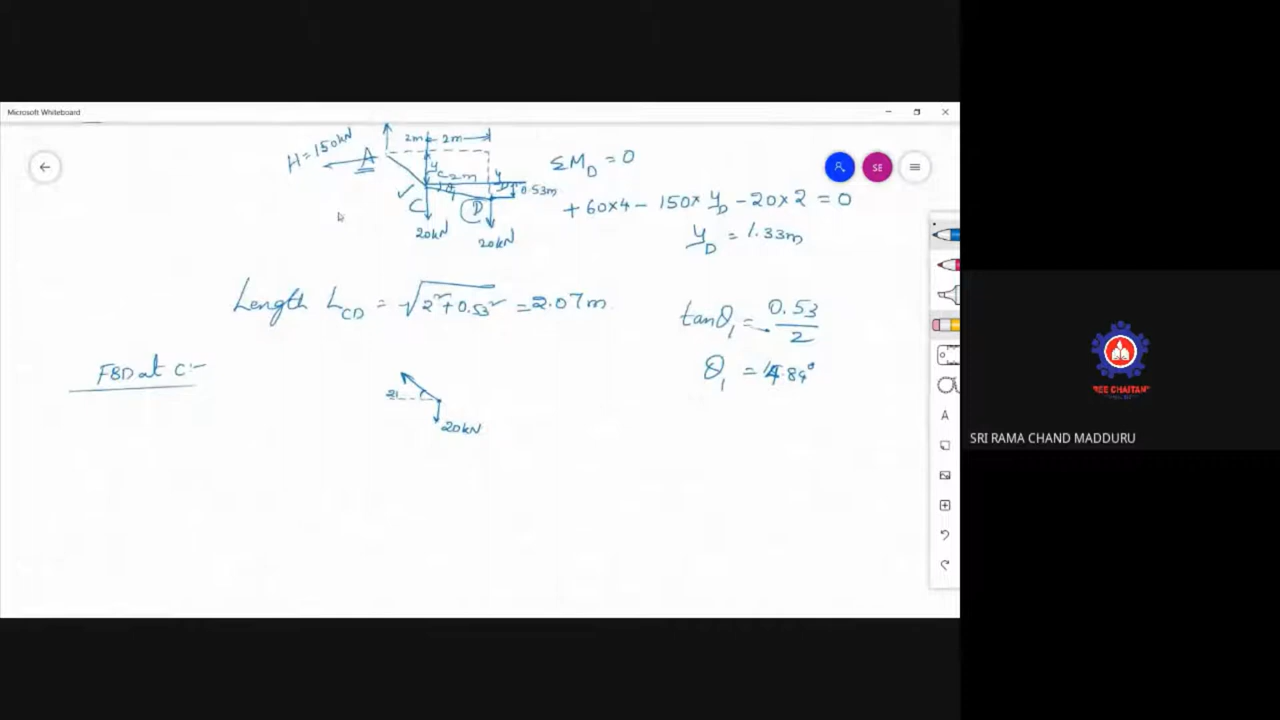 Microsoft Whiteboard
SE
H=150kN
A
2m
2m
y
C
2m
y
D
0.53m
C
D
20kN
20kN
ΣM_D = 0
+60×4 - 150×y_D - 20×2 = 0
y_D = 1.33m
Length L_CD = √2²+0.53² = 2.07m
tanθ₁ = 0.53/2
θ₁ = 14.84°
FBD at C:-
21
20kN
A
SRI RAMA CHAND MADDURU